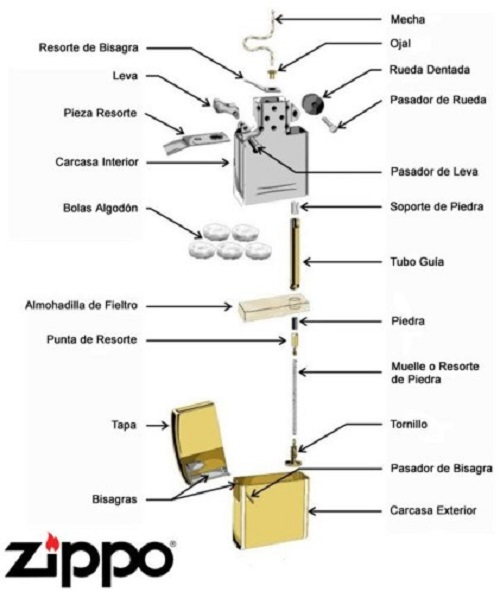 Mecha
Ojal
Resorte de Bisagra
Rueda Dentada
Leva
Pasador de Rueda
Pieza Resorte
Carcasa Interior
Pasador de Leva
Bolas Algodón
Soporte de Piedra
Tubo Guía
Almohadilla de Fieltro
Piedra
Punta de Resorte
Muelle o Resorte
de Piedra
Tapa
Tornillo
Pasador de Bisagra
Bisagras
Carcasa Exterior
zippo®